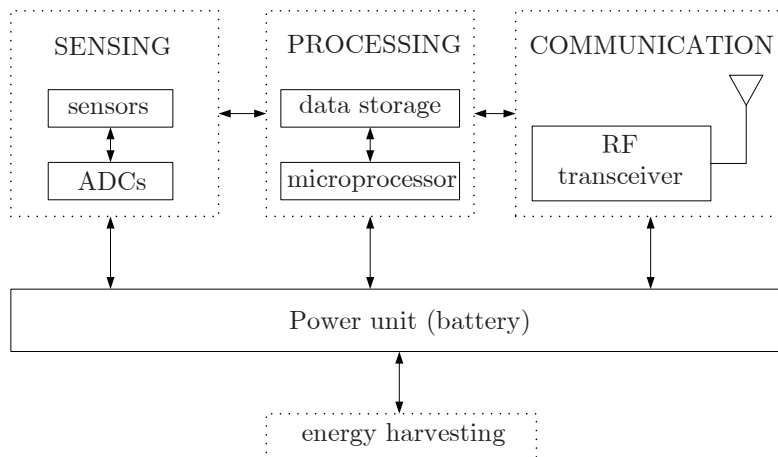 SENSING
sensors
ADCs
PROCESSING
data storage
microprocessor
COMMUNICATION
RF
transceiver
Power unit (battery)
energy harvesting